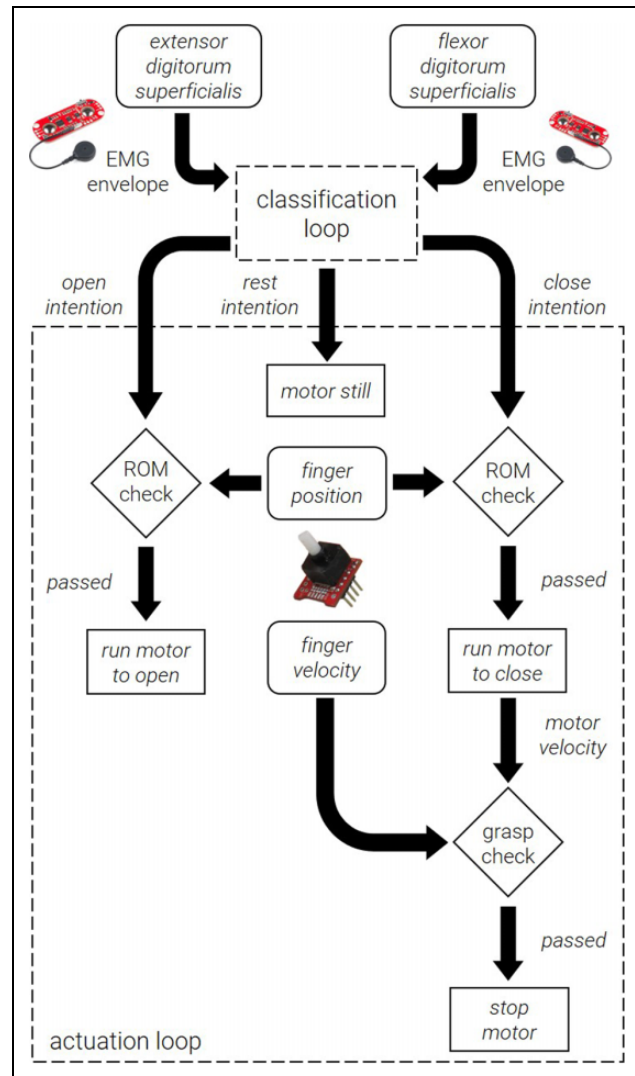 extensor
digitorum
superficialis
flexor
digitorum
superficialis
EMG
envelope
EMG
envelope
classification
loop
open
intention
rest
intention
close
intention
motor still
ROM
check
finger
position
ROM
check
passed
passed
run motor
to open
finger
velocity
run motor
to close
motor
velocity
grasp
check
passed
stop
motor
actuation loop